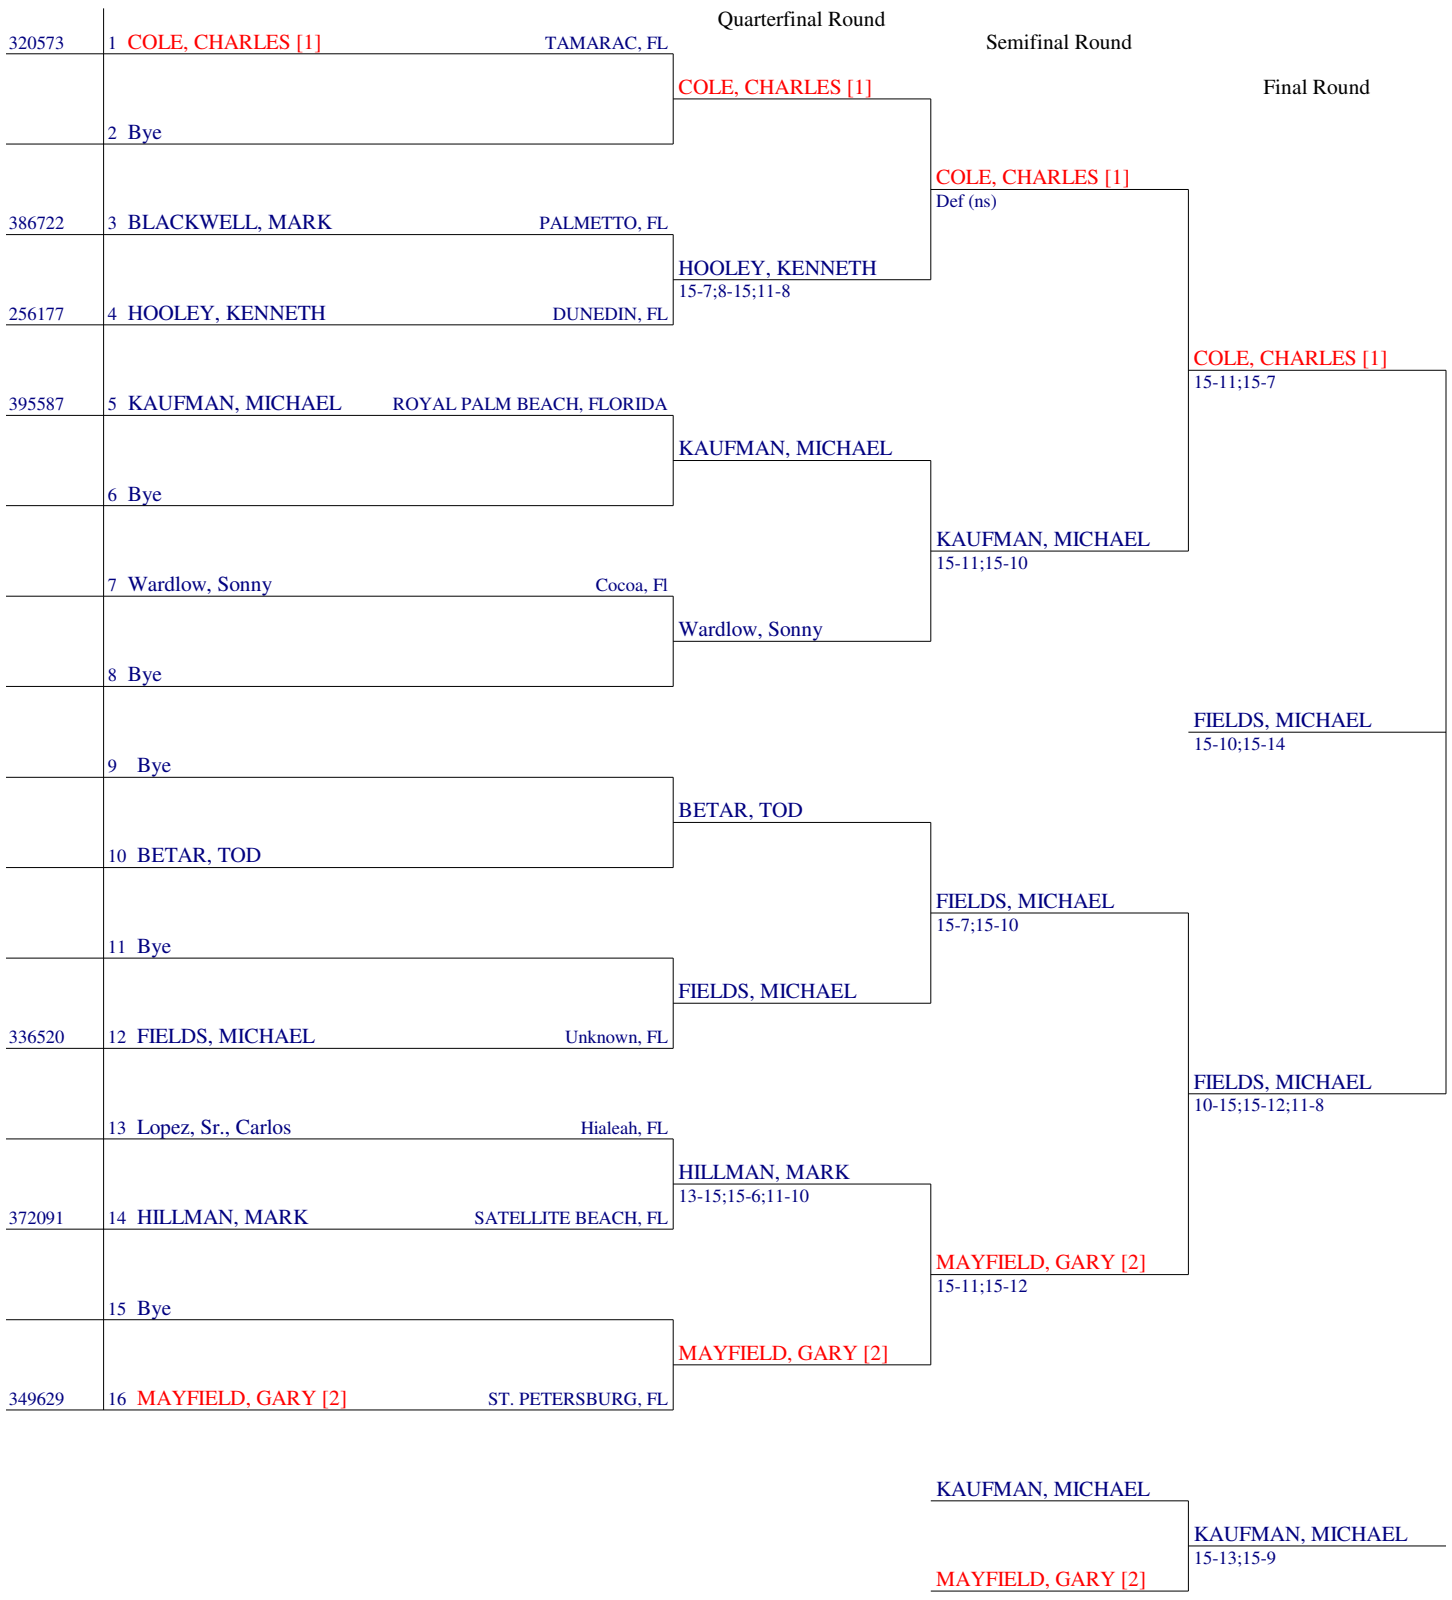 Quarterfinal Round
Semifinal Round
Final Round
320573 1 COLE, CHARLES [1] TAMARAC, FL
COLE, CHARLES [1]
2 Bye
COLE, CHARLES [1]
Def (ns)
386722 3 BLACKWELL, MARK PALMETTO, FL
HOOLEY, KENNETH
15-7;8-15;11-8
256177 4 HOOLEY, KENNETH DUNEDIN, FL
COLE, CHARLES [1]
15-11;15-7
395587 5 KAUFMAN, MICHAEL ROYAL PALM BEACH, FLORIDA
KAUFMAN, MICHAEL
6 Bye
KAUFMAN, MICHAEL
15-11;15-10
7 Wardlow, Sonny Cocoa, Fl
Wardlow, Sonny
8 Bye
FIELDS, MICHAEL
15-10;15-14
9 Bye
BETAR, TOD
10 BETAR, TOD
FIELDS, MICHAEL
15-7;15-10
11 Bye
FIELDS, MICHAEL
336520 12 FIELDS, MICHAEL Unknown, FL
FIELDS, MICHAEL
10-15;15-12;11-8
13 Lopez, Sr., Carlos Hialeah, FL
HILLMAN, MARK
13-15;15-6;11-10
372091 14 HILLMAN, MARK SATELLITE BEACH, FL
MAYFIELD, GARY [2]
15-11;15-12
15 Bye
MAYFIELD, GARY [2]
349629 16 MAYFIELD, GARY [2] ST. PETERSBURG, FL
KAUFMAN, MICHAEL
KAUFMAN, MICHAEL
15-13;15-9
MAYFIELD, GARY [2]